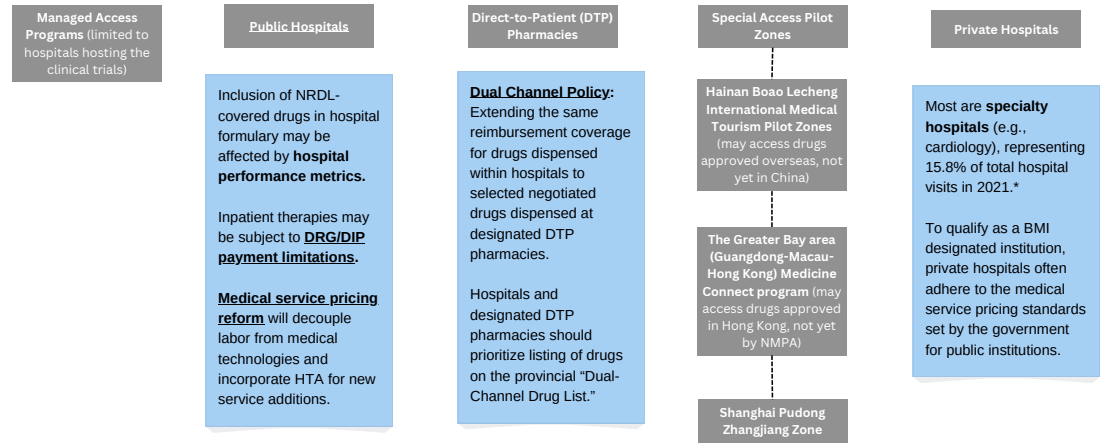 Managed Access
Programs (limited to
hospitals hosting the
clinical trials)
Public Hospitals
Inclusion of NRDL-
covered drugs in hospital
formulary may be
affected by hospital
performance metrics.
Inpatient therapies may
be subject to DRG/DIP
payment limitations.
Medical service pricing
reform will decouple
labor from medical
technologies and
incorporate HTA for new
service additions.
Direct-to-Patient (DTP)
Pharmacies
Dual Channel Policy:
Extending the same
reimbursement coverage
for drugs dispensed
within hospitals to
selected negotiated
drugs dispensed at
designated DTP
pharmacies.
Hospitals and
designated DTP
pharmacies should
prioritize listing of drugs
on the provincial “Dual-
Channel Drug List.”
Special Access Pilot
Zones
Hainan Boao Lecheng
International Medical
Tourism Pilot Zones
(may access drugs
approved overseas, not
yet in China)
The Greater Bay area
(Guangdong-Macau-
Hong Kong) Medicine
Connect program (may
access drugs approved
in Hong Kong, not yet
by NMPA)
Shanghai Pudong
Zhangjiang Zone
Private Hospitals
Most are specialty
hospitals (e.g.,
cardiology), representing
15.8% of total hospital
visits in 2021.*
To qualify as a BMI
designated institution,
private hospitals often
adhere to the medical
service pricing standards
set by the government
for public institutions.